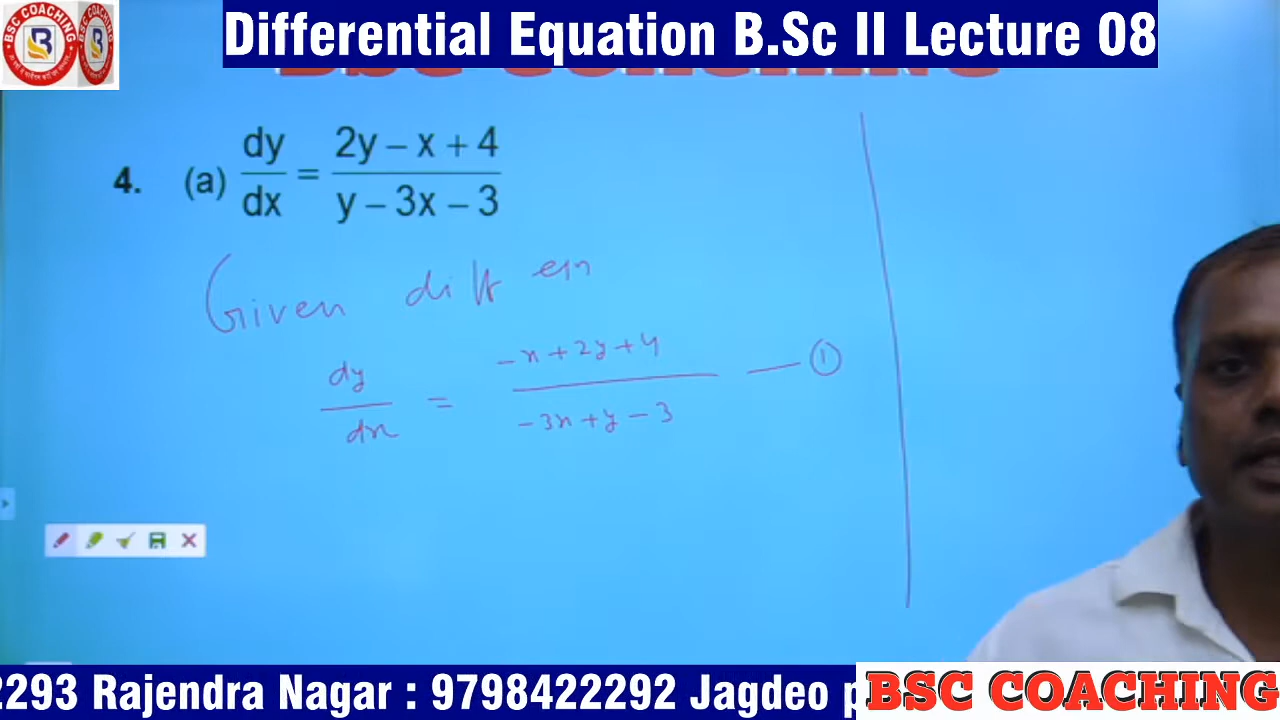 Differential Equation B.Sc II Lecture 08
BSC COACHING
4. (a) dy/dx = 2y – x + 4 / y – 3x – 3
Given diff eqn
dy/dx = -x + 2y + 4 / -3x + y - 3 — ①
2293 Rajendra Nagar : 9798422292 Jagdeo p
BSC COACHING